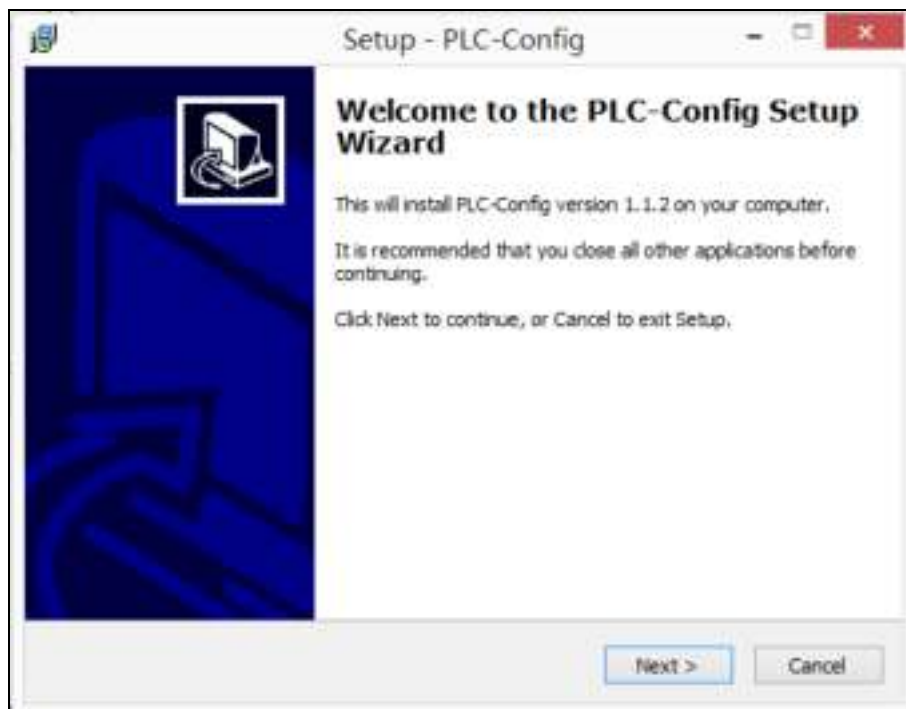 Setup - PLC-Config
Welcome to the PLC-Config Setup
Wizard
This will install PLC-Config version 1.1.2 on your computer.
It is recommended that you close all other applications before
continuing.
Click Next to continue, or Cancel to exit Setup.
Next >
Cancel